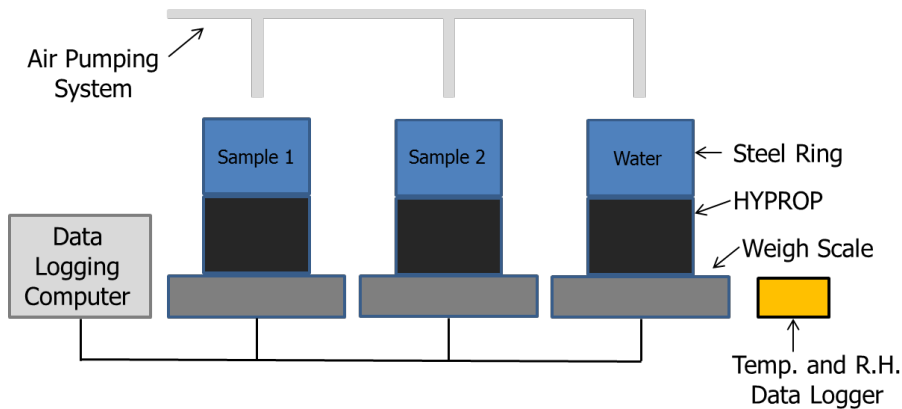 Air Pumping
System
Sample 1
Sample 2
Water
Steel Ring
HYPROP
Weigh Scale
Data
Logging
Computer
Temp. and R.H.
Data Logger